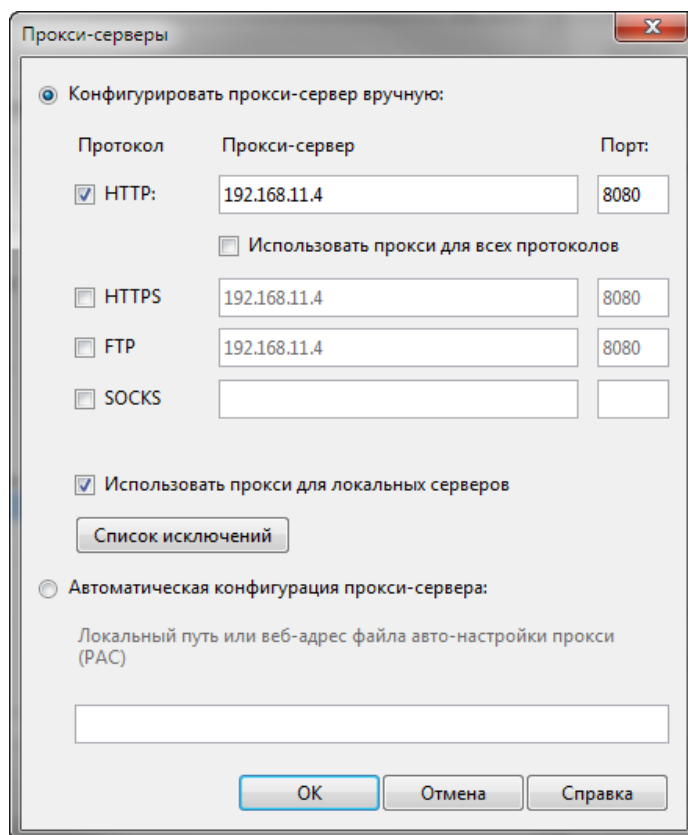 Прокси-серверы
Конфигурировать прокси-сервер вручную:
Протокол Прокси-сервер Порт:
HTTP: 192.168.11.4 8080
Использовать прокси для всех протоколов
HTTPS 192.168.11.4 8080
FTP 192.168.11.4 8080
SOCKS
Использовать прокси для локальных серверов
Список исключений
Автоматическая конфигурация прокси-сервера:
Локальный путь или веб-адрес файла авто-настройки прокси
(PAC)
OK Отмена Справка